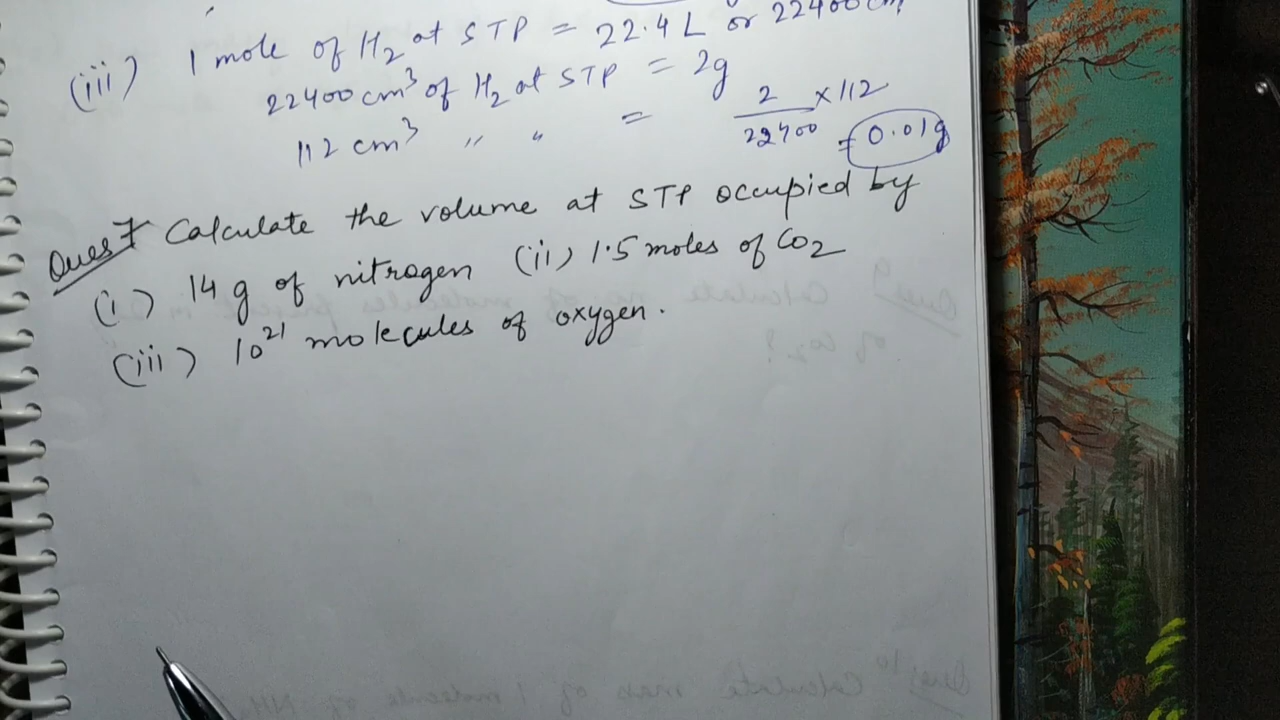 (iii) 1 mole of H₂ at STP = 22.4 L or 22400 cm³
22400 cm³ of H₂ at STP = 2g
112 cm³ " " = 2/22400 × 112
= 0.01g
Ques 7 Calculate the volume at STP occupied by
(i) 14 g of nitrogen (ii) 1.5 moles of CO₂
(iii) 10²¹ molecules of oxygen.